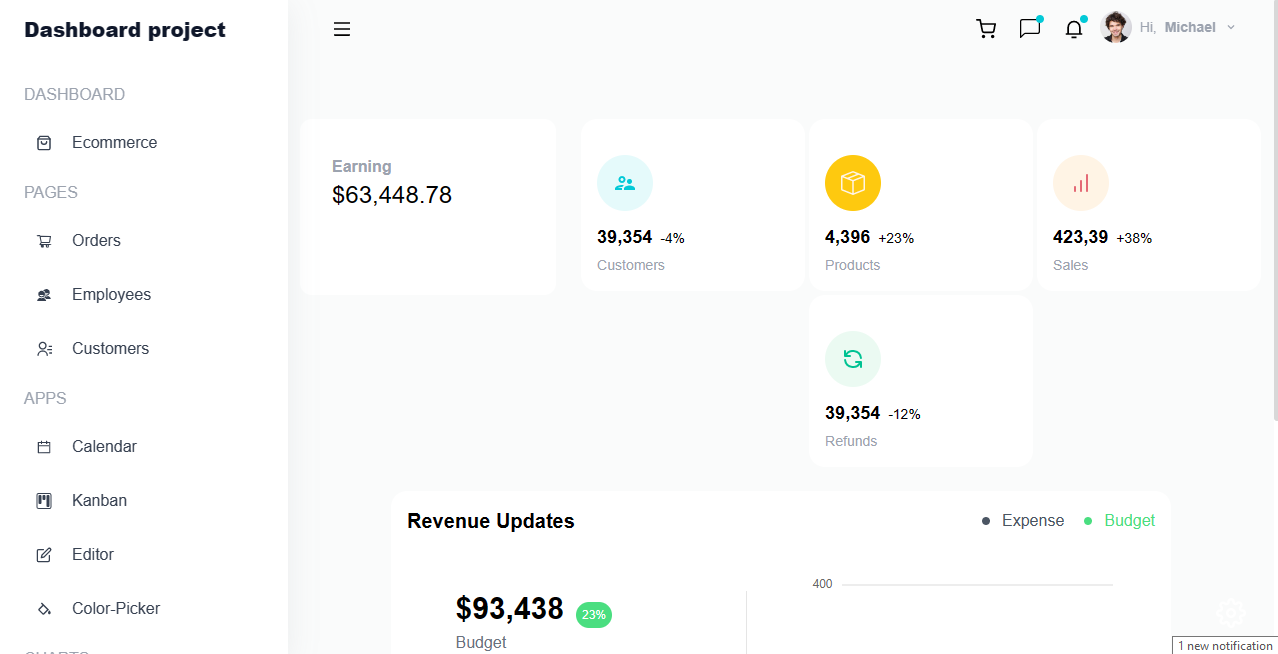 Dashboard project
Hi, Michael
DASHBOARD
Ecommerce
PAGES
Orders
Employees
Customers
APPS
Calendar
Kanban
Editor
Color-Picker
CHARTS
Earning
$63,448.78
39,354 -4%
Customers
4,396 +23%
Products
423,39 +38%
Sales
39,354 -12%
Refunds
Revenue Updates
Expense
Budget
$93,438 23%
Budget
400
1 new notification